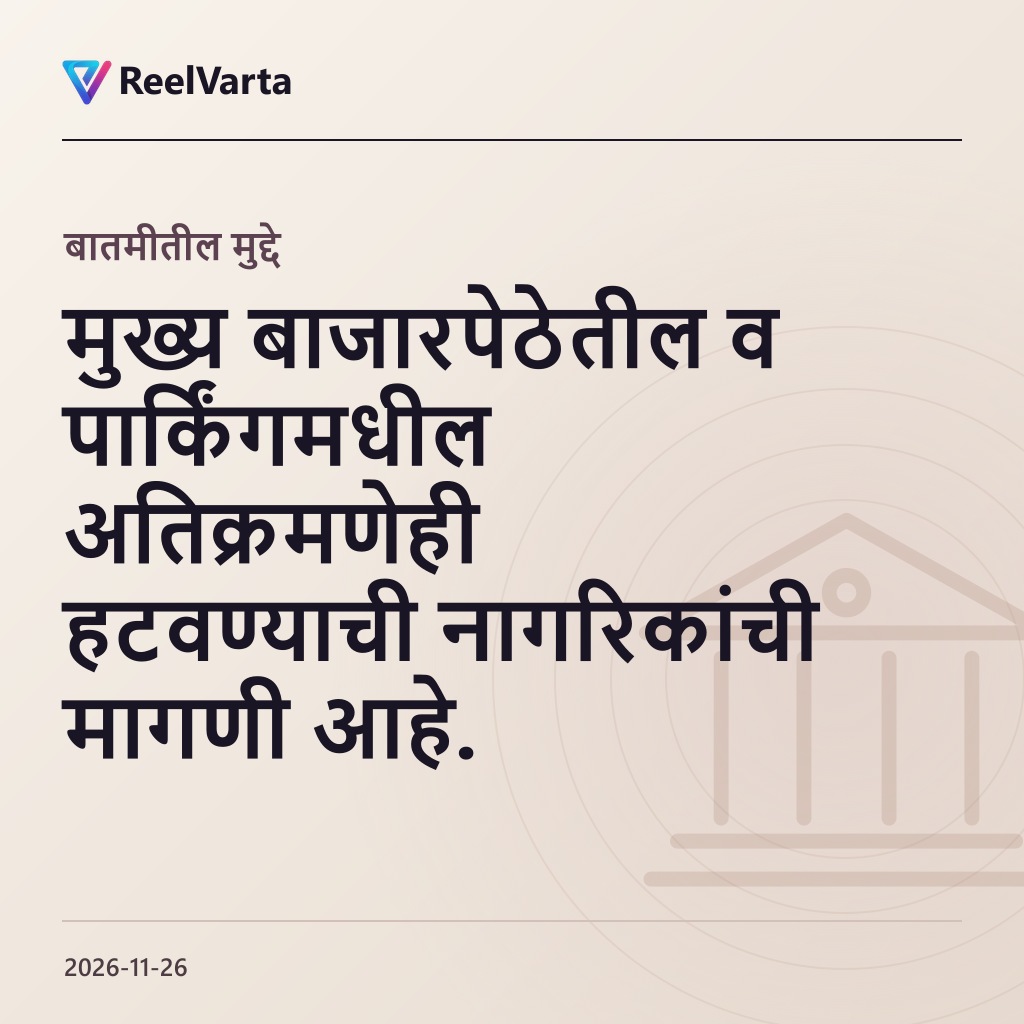 ReelVarta
बातमीतील मुद्दे
मुख्य बाजारपेठेतील व
पार्किंगमधील
अतिक्रमणेही
हटवण्याची नागरिकांची
मागणी आहे.
2026-11-26